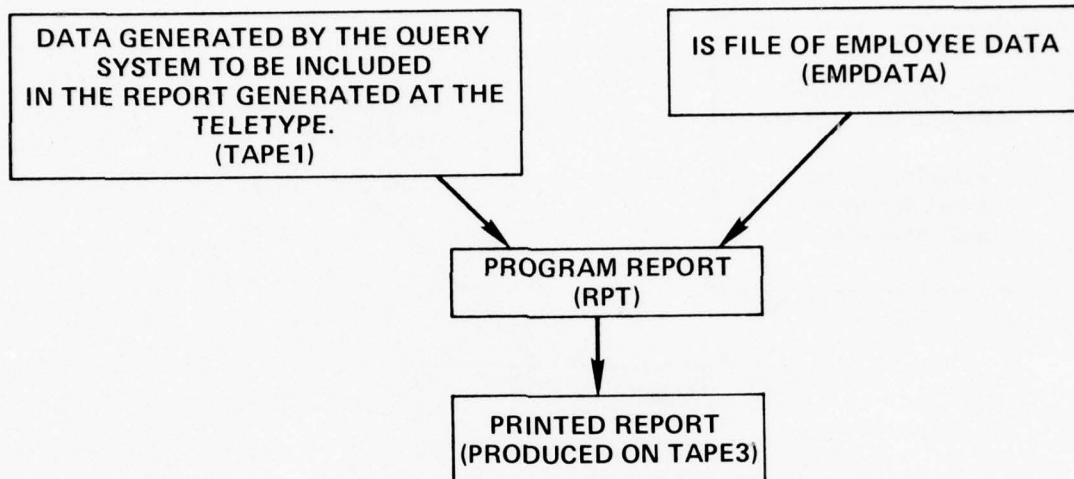 DATA GENERATED BY THE QUERY
SYSTEM TO BE INCLUDED
IN THE REPORT GENERATED AT THE
TELETYPE.
(TAPE1)
IS FILE OF EMPLOYEE DATA
(EMPDATA)
PROGRAM REPORT
(RPT)
PRINTED REPORT
(PRODUCED ON TAPE3)